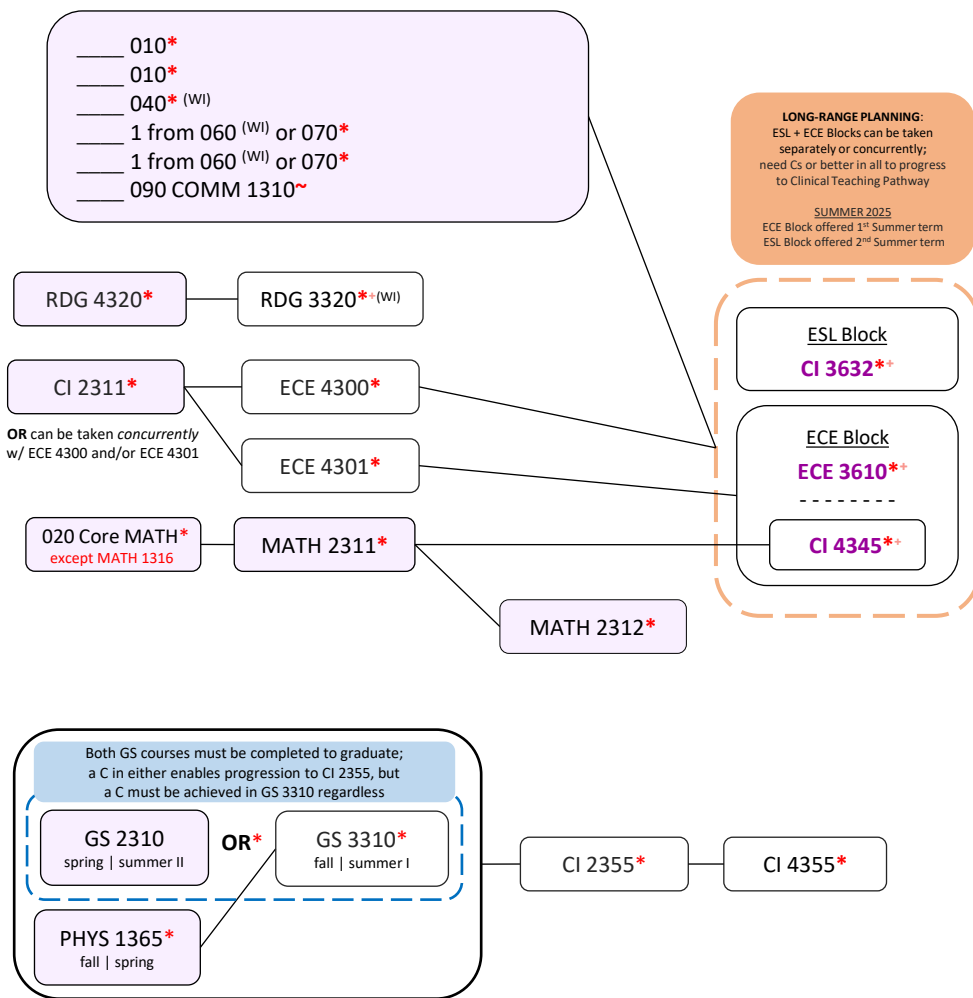 ____ 010*
____ 010*
____ 040* (WI)
____ 1 from 060 (WI) or 070*
____ 1 from 060 (WI) or 070*
____ 090 COMM 1310~
LONG-RANGE PLANNING:
ESL + ECE Blocks can be taken
separately or concurrently;
need Cs or better in all to progress
to Clinical Teaching Pathway
SUMMER 2025
ECE Block offered 1st Summer term
ESL Block offered 2nd Summer term
RDG 4320*
RDG 3320*+(WI)
ESL Block
CI 3632*+
CI 2311*
OR can be taken concurrently
w/ ECE 4300 and/or ECE 4301
ECE 4300*
ECE 4301*
ECE Block
ECE 3610*+
- - - - - - - -
CI 4345*+
020 Core MATH*
except MATH 1316
MATH 2311*
MATH 2312*
Both GS courses must be completed to graduate;
a C in either enables progression to CI 2355, but
a C must be achieved in GS 3310 regardless
GS 2310
spring | summer II
OR*
GS 3310*
fall | summer I
PHYS 1365*
fall | spring
CI 2355*
CI 4355*